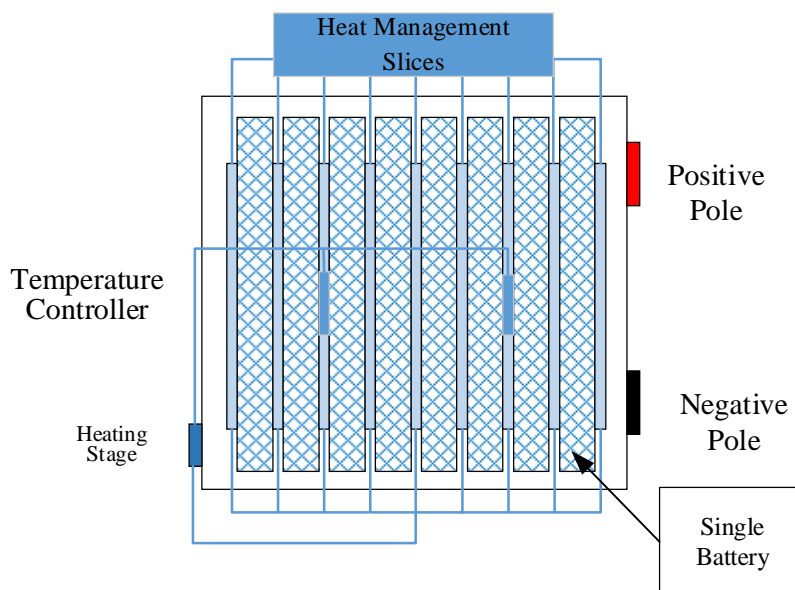 Heat Management
Slices
Positive
Pole
Temperature
Controller
Negative
Pole
Heating
Stage
Single
Battery